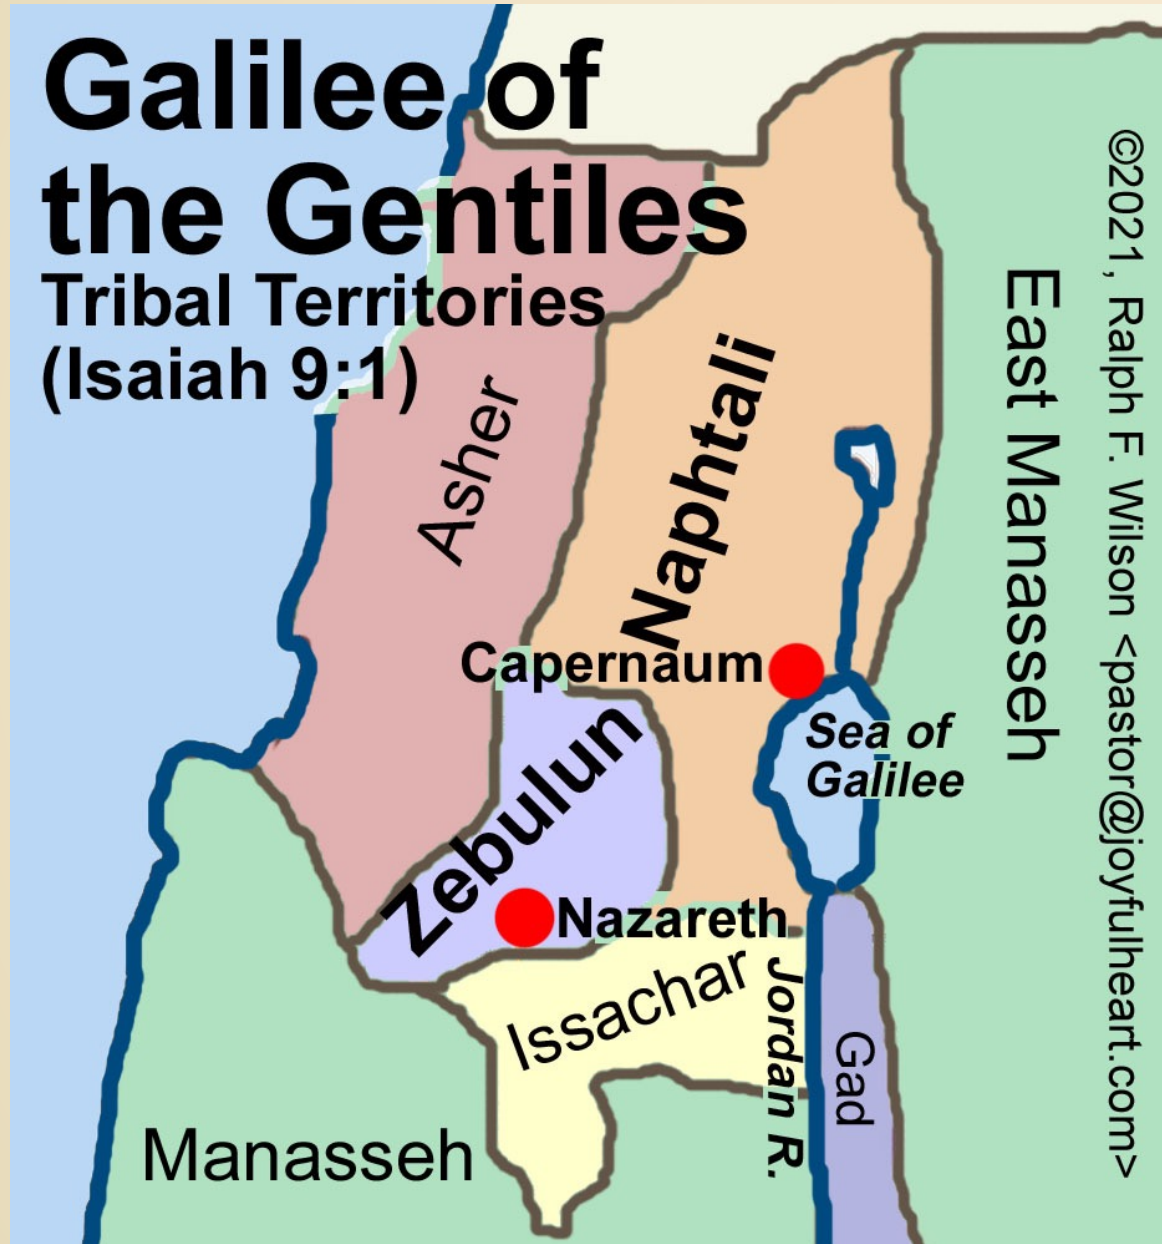 Galilee of
the Gentiles
Tribal Territories
(Isaiah 9:1)
Asher
Naphtali
East Manasseh
©2021, Ralph F. Wilson <pastor@joyfulheart.com>
Capernaum
Sea of
Galilee
Zebulun
Nazareth
Issachar
Jordan R.
Gad
Manasseh